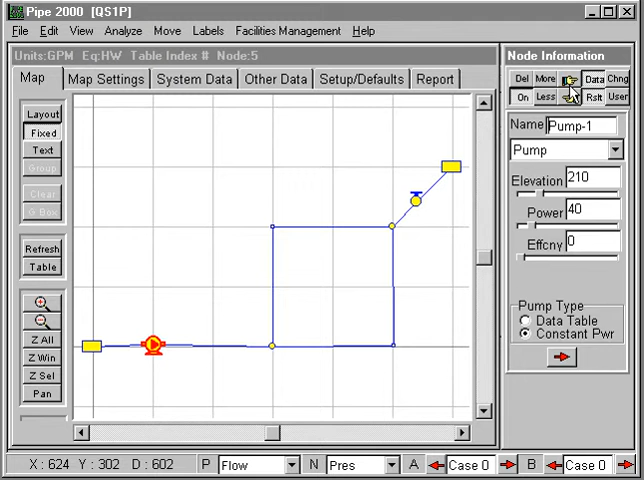 Pipe 2000 [QS1P]
File Edit View Analyze Move Labels Facilities Management Help
Units:GPM Eq:HW Table Index # Node:5
Map Map Settings System Data Other Data Setup/Defaults Report
Layout
Fixed
Text
Group
Clear
G Box
Refresh
Table
Z All
Z Win
Z Sel
Pan
Node Information
Del More Data Chng
On Less Rslt User
Name Pump-1
Pump
Elevation 210
Power 40
Effcny 0
Pump Type
Data Table
Constant Pwr
X : 624 Y : 302 D : 602 P Flow N Pres A Case 0 B Case 0